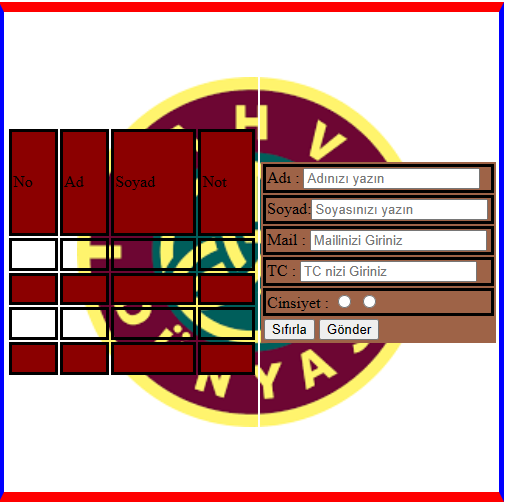 No Ad Soyad Not
Adı : Adınızı yazın
Soyad: Soyasınızı yazın
Mail : Mailinizi Giriniz
TC : TC nizi Giriniz
Cinsiyet :
Sıfırla Gönder
H V
N Y A S